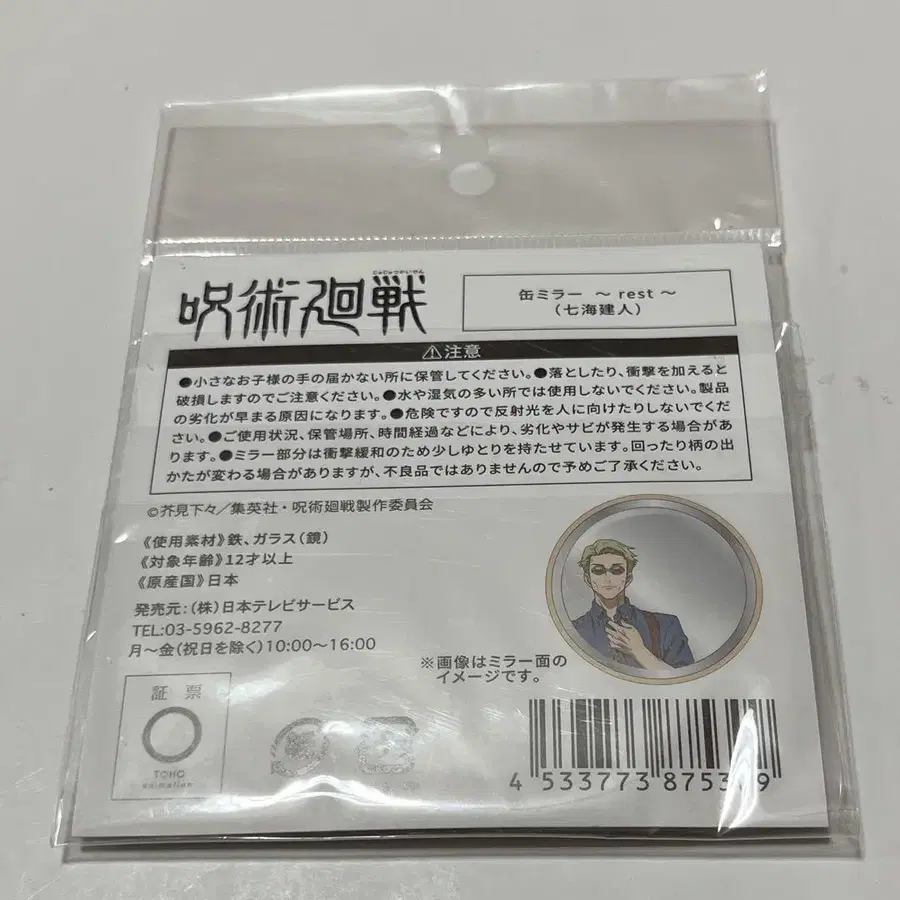 じゅじゅつかいせん
呪術廻戦
缶ミラー ～ rest ～
（七海建人）
⚠注意
●小さなお子様の手の届かない所に保管してください。●落としたり、衝撃を加えると
破損しますのでご注意ください。●水や湿気の多い所では使用しないでください。製品
の劣化が早まる原因になります。●危険ですので反射光を人に向けたりしないでくだ
さい。●ご使用状況、保管場所、時間経過などにより、劣化やサビが発生する場合があ
ります。●ミラー部分は衝撃緩和のため少しゆとりを持たせています。回ったり柄の出
かたが変わる場合がありますが、不良品ではありませんので予めご了承ください。
©芥見下々／集英社・呪術廻戦製作委員会
《使用素材》鉄、ガラス（鏡）
《対象年齢》12才以上
《原産国》日本
発売元：（株）日本テレビサービス
TEL:03-5962-8277
月～金（祝日を除く）10:00～16:00
※画像はミラー面の
イメージです。
証 票
TOHO
animation
4 533773 875